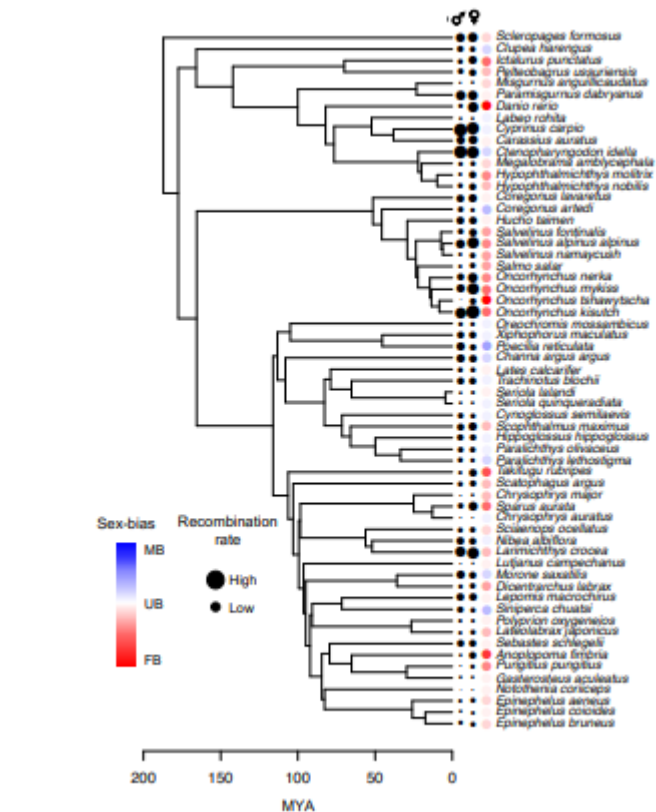 ♂ ♀
Scleropages formosus
Clupea harengus
Ictalurus punctatus
Pelteobagrus ussuriensis
Misgurnus anguillicaudatus
Paramisgurnus dabryanus
Danio rerio
Labeo rohita
Cyprinus carpio
Carassius auratus
Ctenopharyngodon idella
Megalobrama amblycephala
Hypophthalmichthys molitrix
Hypophthalmichthys nobilis
Coregonus lavaretus
Coregonus artedi
Hucho taimen
Salvelinus fontinalis
Salvelinus alpinus alpinus
Salvelinus namaycush
Salmo salar
Oncorhynchus nerka
Oncorhynchus mykiss
Oncorhynchus tshawytacha
Oncorhynchus kisutch
Oreochromis mossambicus
Xiphophorus maculatus
Poecilia reticulata
Channa argus argus
Lates calcarifer
Trachinotus blochii
Seriola lalandi
Seriola quinqueradiata
Cynoglossus semilaevis
Scophthalmus maximus
Hippoglossus hippoglossus
Paralichthys olivaceus
Paralichthys lethostigma
Takifugu rubripes
Scatophagus argus
Chrysophrys major
Sparus aurata
Chrysophrys auratus
Sciaenops ocellatus
Nibea albiflora
Larimichthys crocea
Lutjanus campechanus
Morone saxatilis
Dicentrarchus labrax
Lepomis macrochirus
Siniperca chuatsi
Polyprion oxygeneios
Lateolabrax japonicus
Sebastes schlegelii
Anoplopoma fimbria
Pungitius pungitius
Gasterosteus aculeatus
Notothenia coriiceps
Epinephelus aeneus
Epinephelus coioides
Epinephelus bruneus
Sex-bias
MB
UB
FB
Recombination
rate
High
Low
200 150 100 50 0
MYA